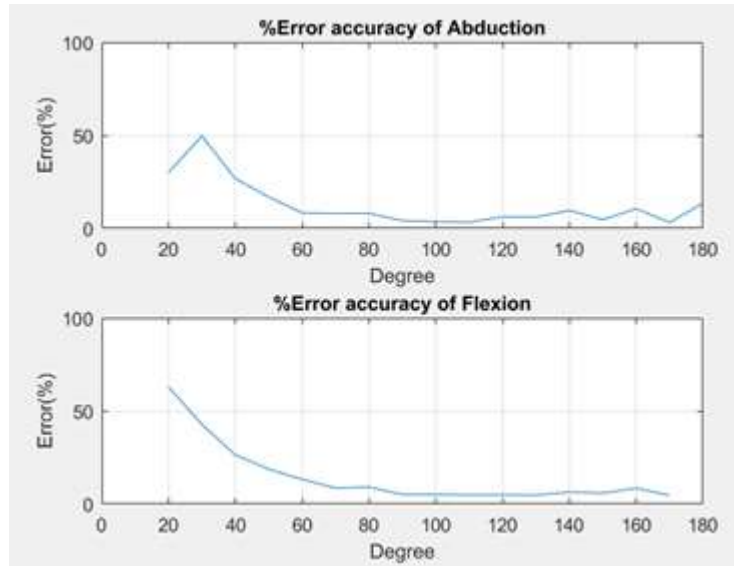 %Error accuracy of Abduction
100
50
0
Error(%)
0 20 40 60 80 100 120 140 160 180
Degree
%Error accuracy of Flexion
100
50
0
Error(%)
0 20 40 60 80 100 120 140 160 180
Degree